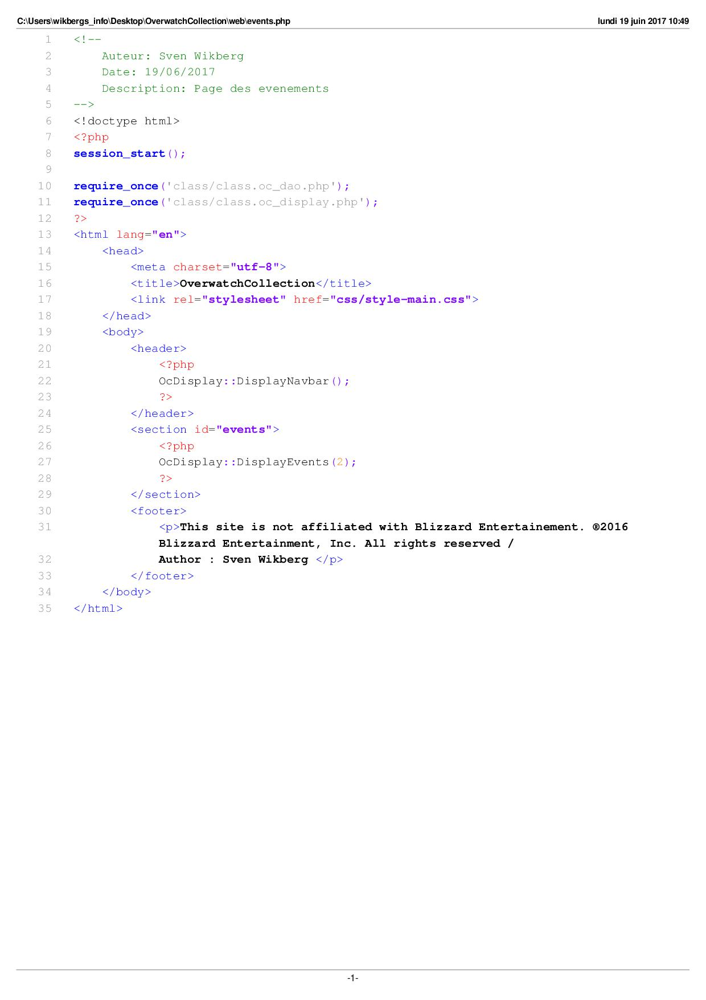 C:\Users\wikbergs_info\Desktop\OverwatchCollection\web\events.php lundi 19 juin 2017 10:49
1 <!--
2     Auteur: Sven Wikberg
3     Date: 19/06/2017
4     Description: Page des evenements
5 -->
6 <!doctype html>
7 <?php
8 session_start();
9
10 require_once('class/class.oc_dao.php');
11 require_once('class/class.oc_display.php');
12 ?>
13 <html lang="en">
14     <head>
15         <meta charset="utf-8">
16         <title>OverwatchCollection</title>
17         <link rel="stylesheet" href="css/style-main.css">
18     </head>
19     <body>
20         <header>
21             <?php
22             OcDisplay::DisplayNavbar();
23             ?>
24         </header>
25         <section id="events">
26             <?php
27             OcDisplay::DisplayEvents(2);
28             ?>
29         </section>
30         <footer>
31             <p>This site is not affiliated with Blizzard Entertainement. ®2016
Blizzard Entertainment, Inc. All rights reserved /
32             Author : Sven Wikberg </p>
33         </footer>
34     </body>
35 </html>
-1-